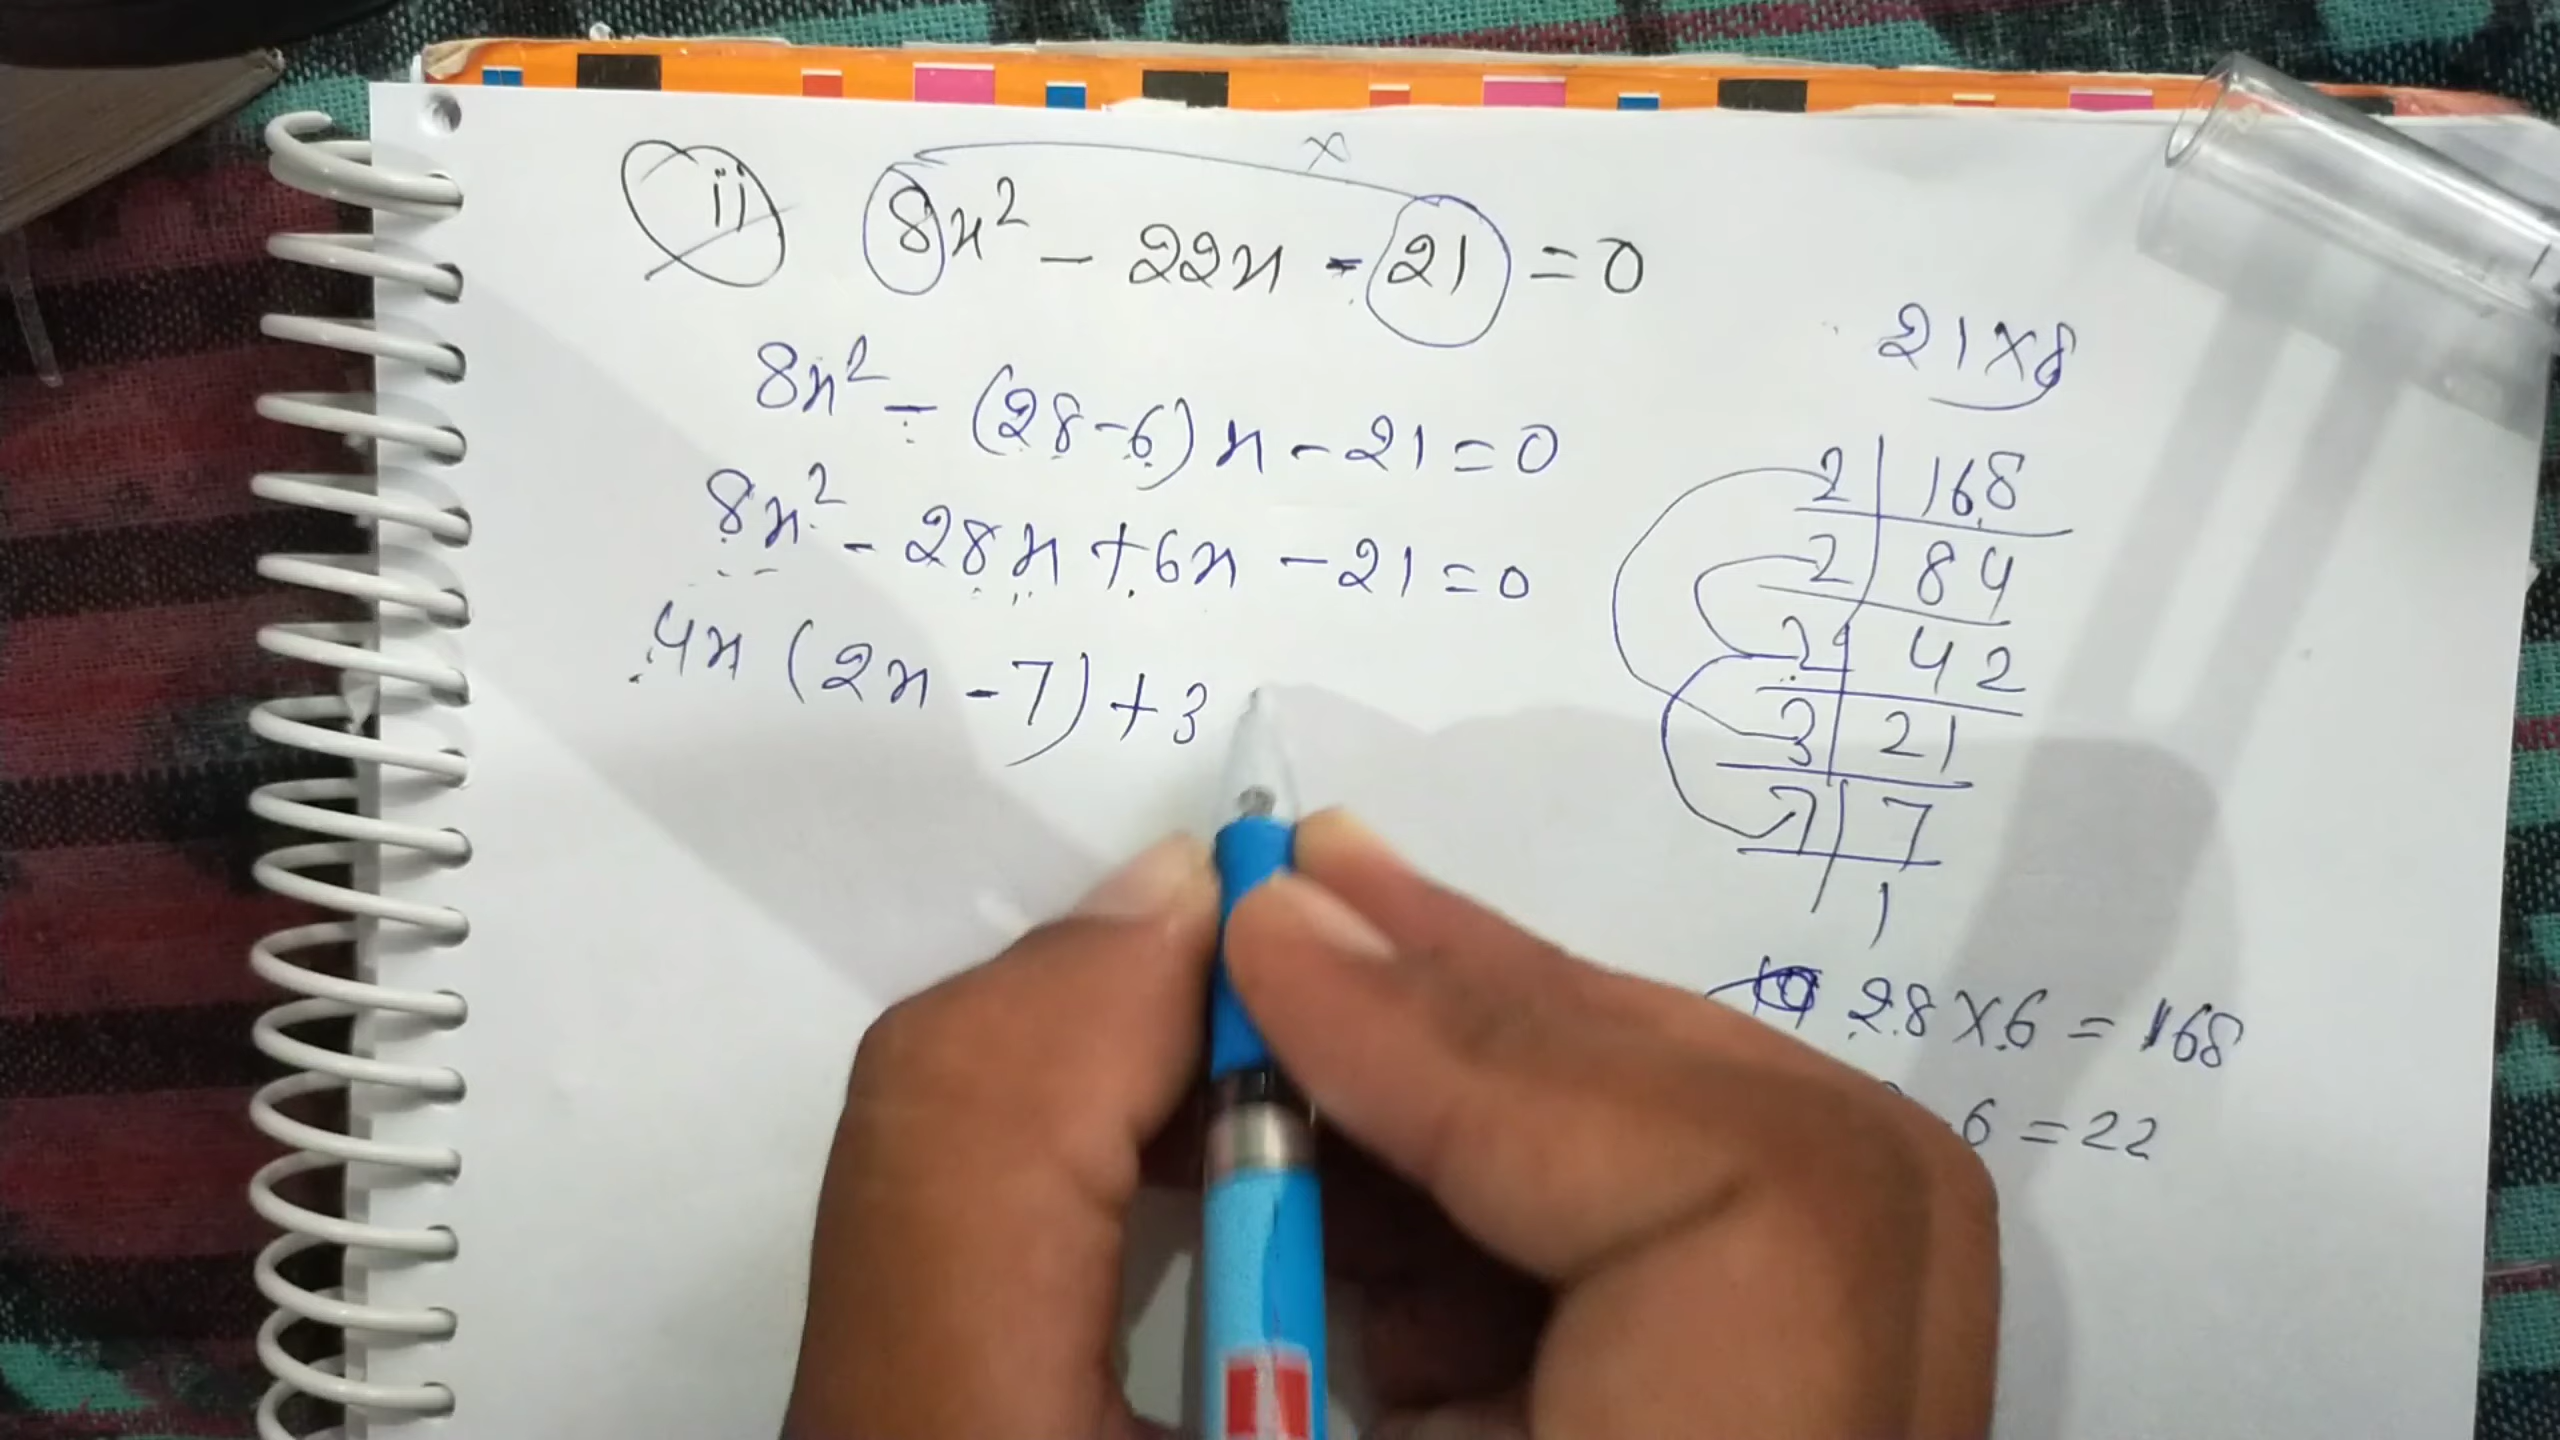 ii 8x² - 22x - 21 = 0
8x² - (28-6)x - 21 = 0
8x² - 28x + 6x - 21 = 0
4x (2x - 7) + 3
×
21×8
2 | 168
2 | 84
2 | 42
3 | 21
7 | 7
1
28×6 = 168
6 = 22